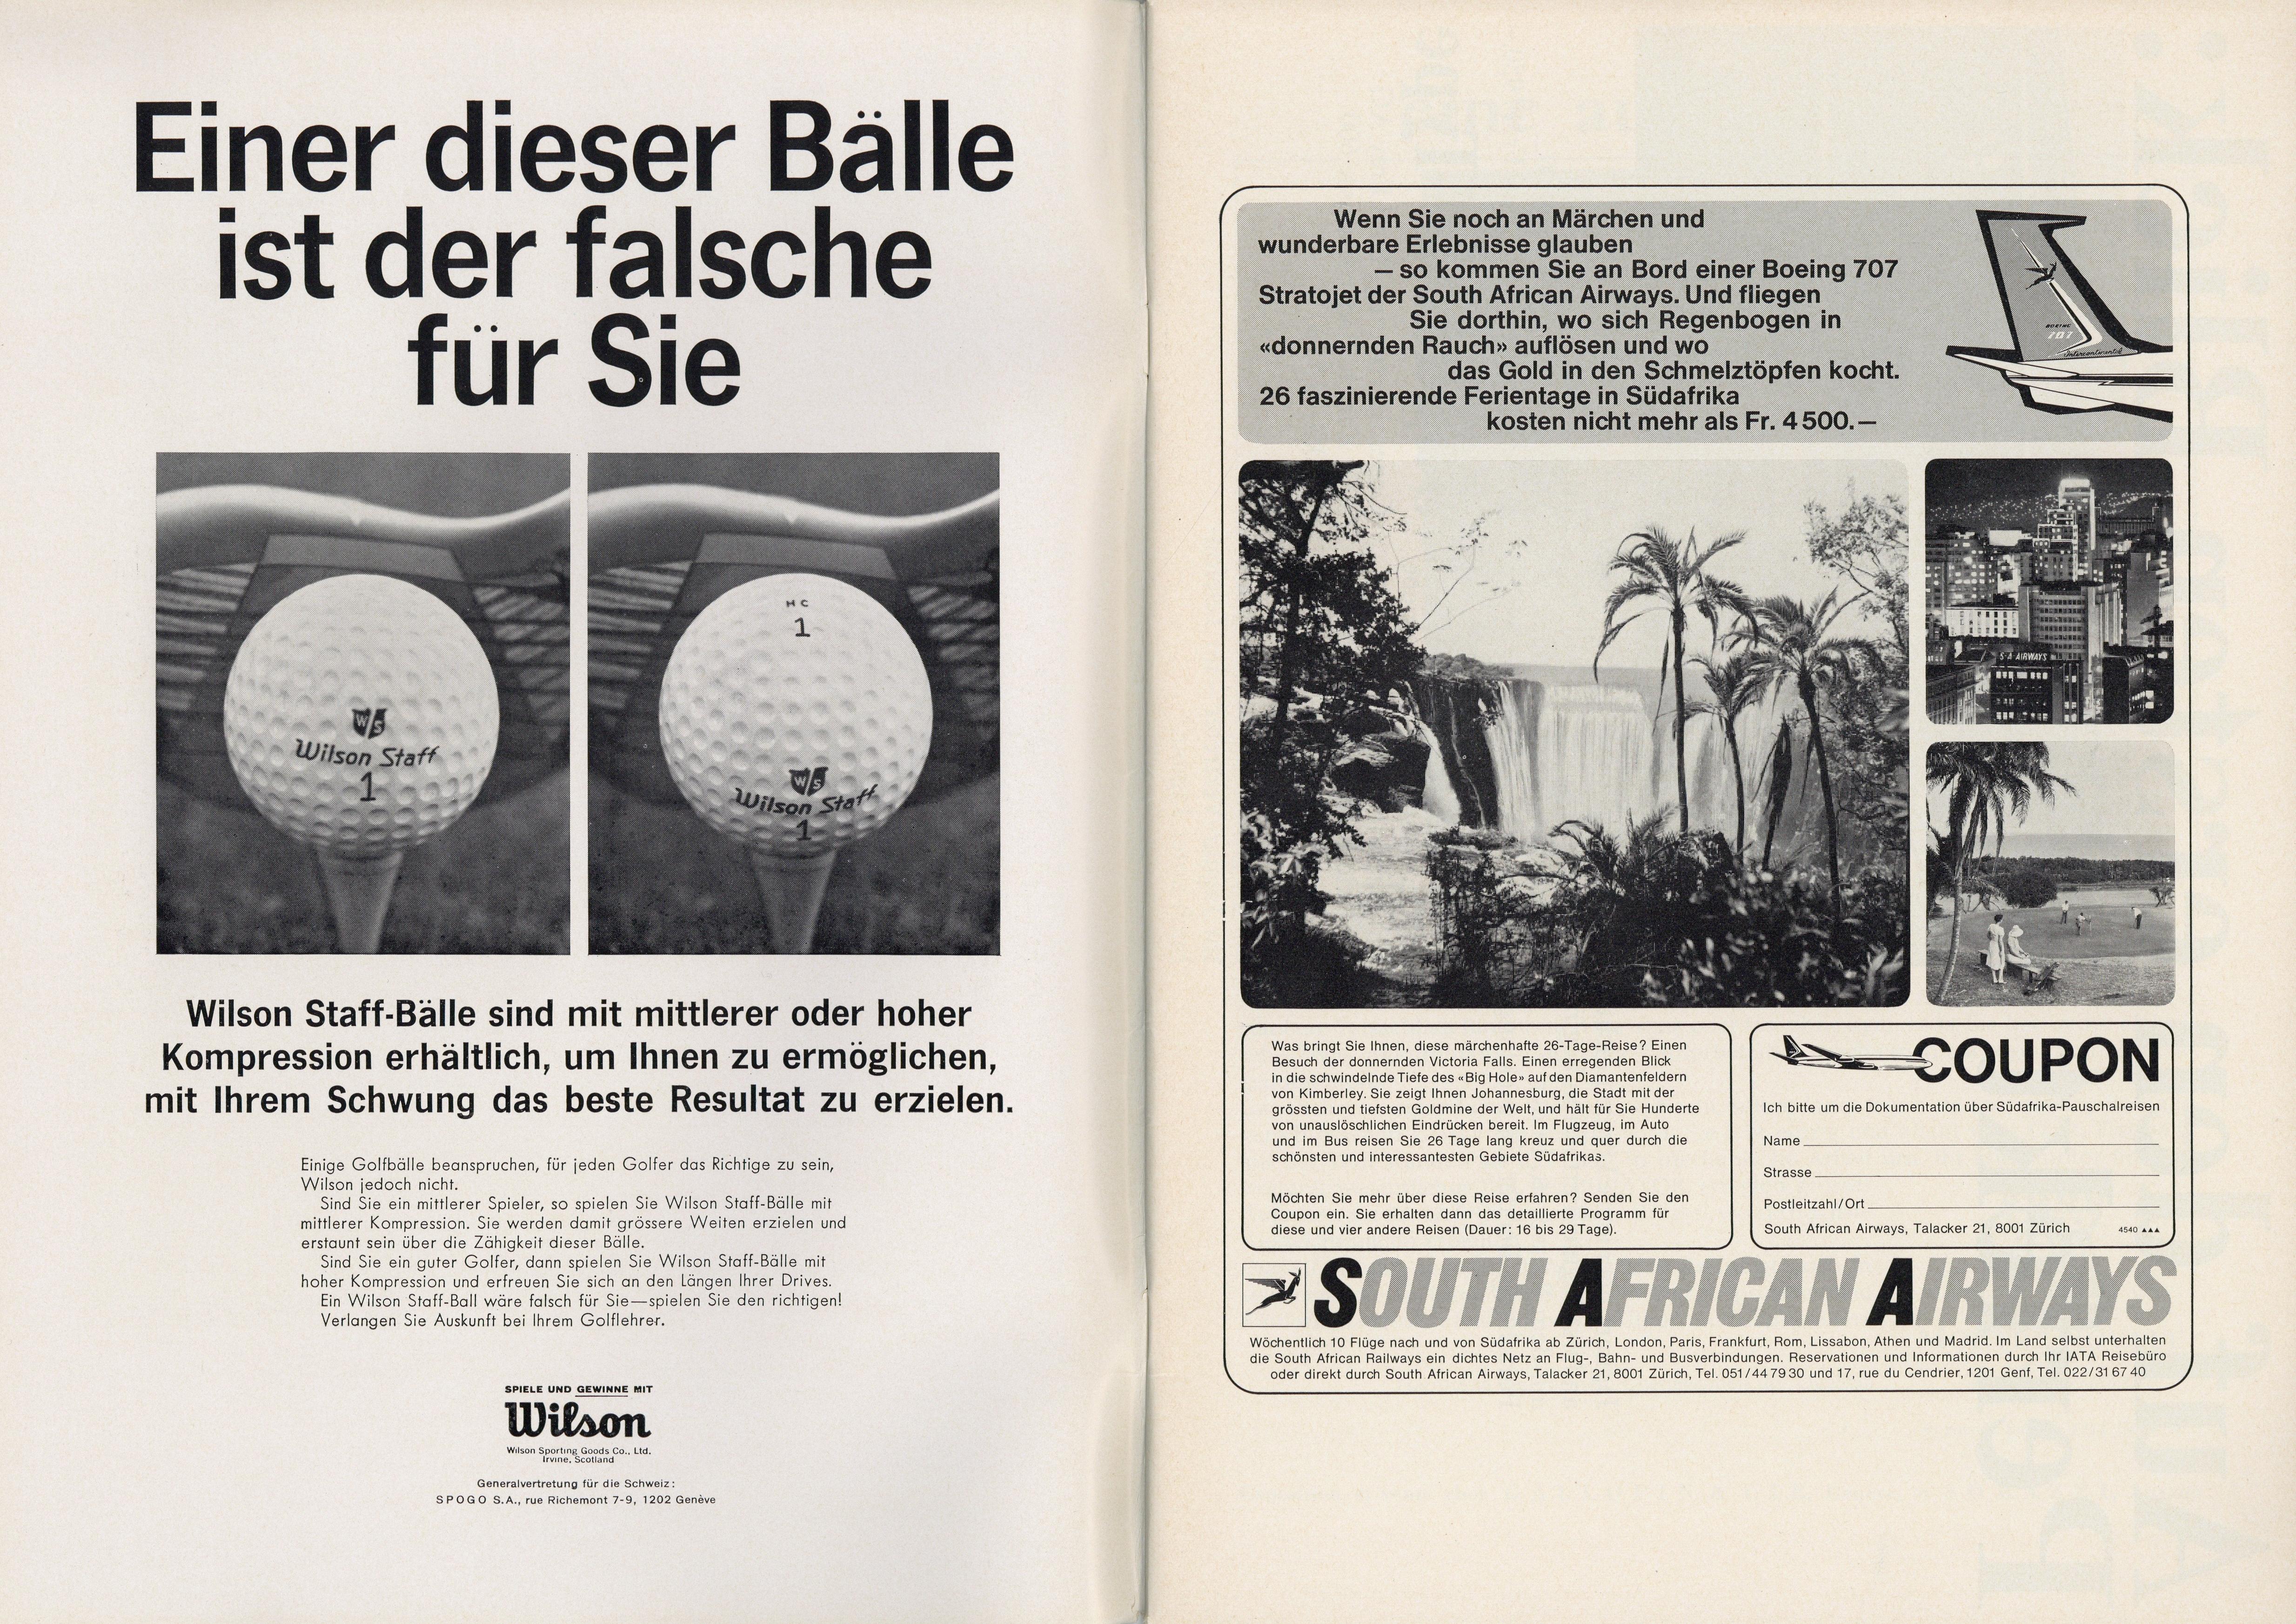 Einer dieser Bälle
ist der falsche
für Sie
W/S
Wilson Staff
1
HC
1
W/S
Wilson Staff
1
Wilson Staff-Bälle sind mit mittlerer oder hoher
Kompression erhältlich, um Ihnen zu ermöglichen,
mit Ihrem Schwung das beste Resultat zu erzielen.
Einige Golfbälle beanspruchen, für jeden Golfer das Richtige zu sein,
Wilson jedoch nicht.
Sind Sie ein mittlerer Spieler, so spielen Sie Wilson Staff-Bälle mit
mittlerer Kompression. Sie werden damit grössere Weiten erzielen und
erstaunt sein über die Zähigkeit dieser Bälle.
Sind Sie ein guter Golfer, dann spielen Sie Wilson Staff-Bälle mit
hoher Kompression und erfreuen Sie sich an den Längen Ihrer Drives.
Ein Wilson Staff-Ball wäre falsch für Sie—spielen Sie den richtigen!
Verlangen Sie Auskunft bei Ihrem Golflehrer.
SPIELE UND GEWINNE MIT
Wilson
Wilson Sporting Goods Co., Ltd.
Irvine, Scotland
Generalvertretung für die Schweiz:
SPOGO S.A., rue Richemont 7-9, 1202 Genève
Wenn Sie noch an Märchen und
wunderbare Erlebnisse glauben
— so kommen Sie an Bord einer Boeing 707
Stratojet der South African Airways. Und fliegen
Sie dorthin, wo sich Regenbogen in
«donnernden Rauch» auflösen und wo
das Gold in den Schmelztöpfen kocht.
26 faszinierende Ferientage in Südafrika
kosten nicht mehr als Fr. 4500.—
BOEING
707
Intercontinental
S·A·AIRWAYS
Was bringt Sie Ihnen, diese märchenhafte 26-Tage-Reise? Einen
Besuch der donnernden Victoria Falls. Einen erregenden Blick
in die schwindelnde Tiefe des «Big Hole» auf den Diamantenfeldern
von Kimberley. Sie zeigt Ihnen Johannesburg, die Stadt mit der
grössten und tiefsten Goldmine der Welt, und hält für Sie Hunderte
von unauslöschlichen Eindrücken bereit. Im Flugzeug, im Auto
und im Bus reisen Sie 26 Tage lang kreuz und quer durch die
schönsten und interessantesten Gebiete Südafrikas.
Möchten Sie mehr über diese Reise erfahren? Senden Sie den
Coupon ein. Sie erhalten dann das detaillierte Programm für
diese und vier andere Reisen (Dauer: 16 bis 29 Tage).
COUPON
Ich bitte um die Dokumentation über Südafrika-Pauschalreisen
Name
Strasse
Postleitzahl/Ort
South African Airways, Talacker 21, 8001 Zürich 4540 ▲▲▲
SOUTH AFRICAN AIRWAYS
Wöchentlich 10 Flüge nach und von Südafrika ab Zürich, London, Paris, Frankfurt, Rom, Lissabon, Athen und Madrid. Im Land selbst unterhalten
die South African Railways ein dichtes Netz an Flug-, Bahn- und Busverbindungen. Reservationen und Informationen durch Ihr IATA Reisebüro
oder direkt durch South African Airways, Talacker 21, 8001 Zürich, Tel. 051/44 79 30 und 17, rue du Cendrier, 1201 Genf, Tel. 022/31 67 40